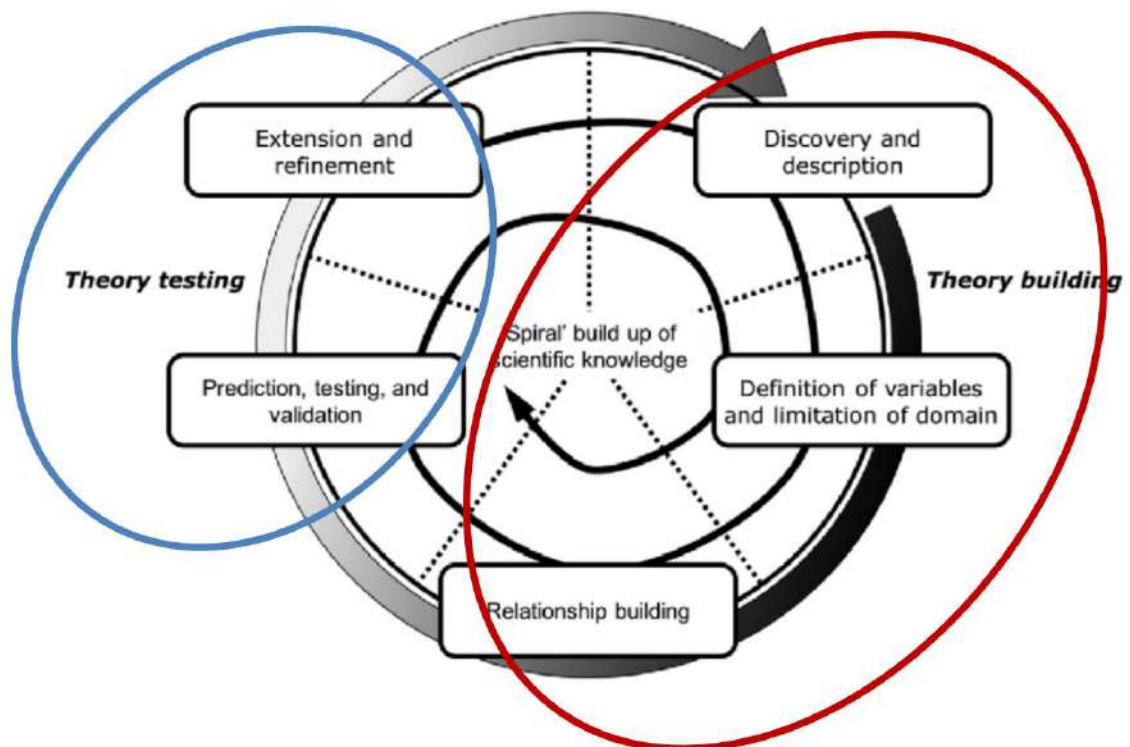 Extension and
refinement
Discovery and
description
Theory testing
Theory building
'Spiral' build up of
scientific knowledge
Prediction, testing, and
validation
Definition of variables
and limitation of domain
Relationship building